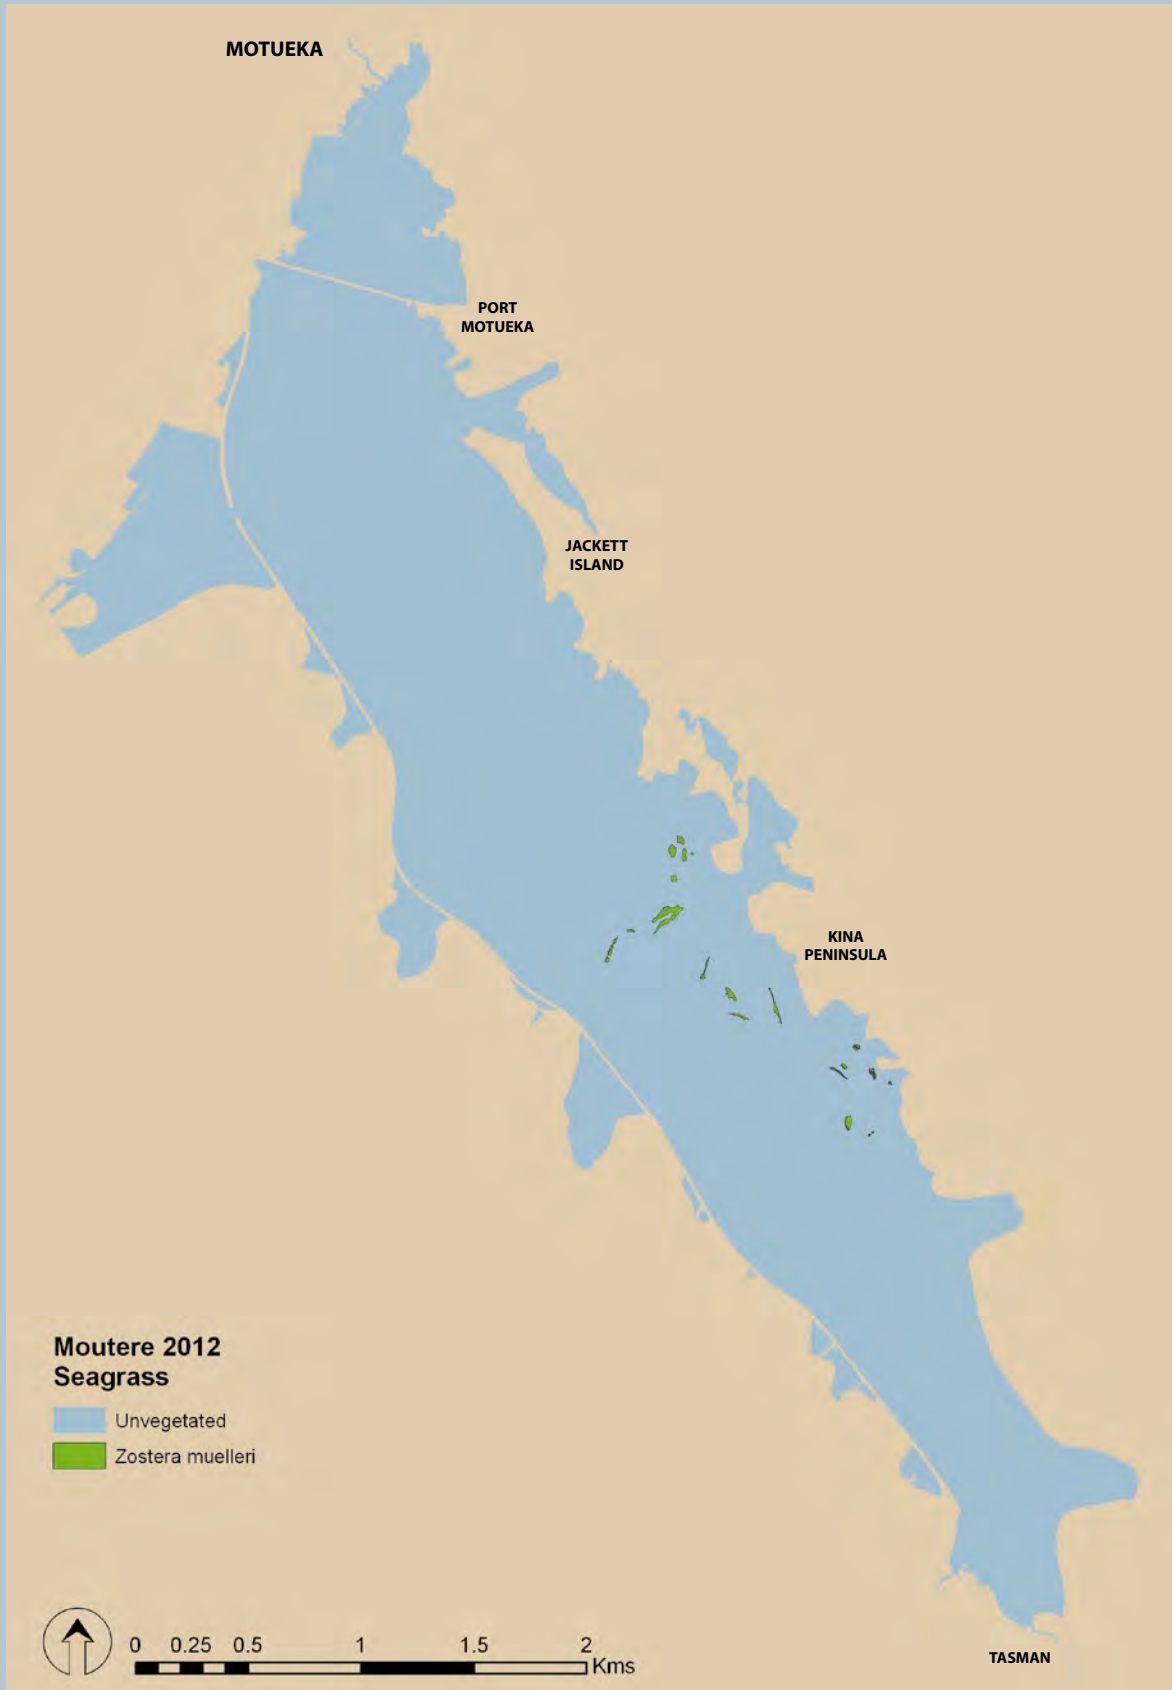 MOTUEKA
PORT
MOTUEKA
JACKETT
ISLAND
KINA
PENINSULA
Moutere 2012
Seagrass
Unvegetated
Zostera muelleri
0 0.25 0.5 1 1.5 2
Kms
TASMAN